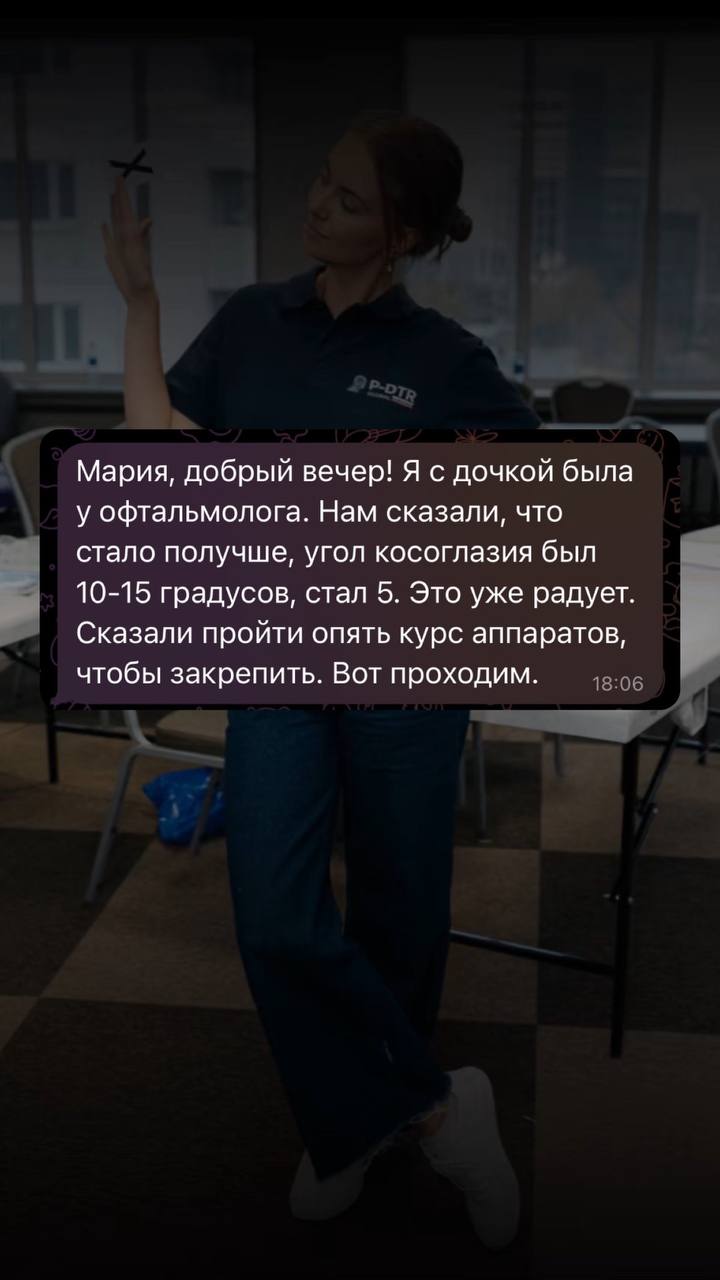 P-DTR
Мария, добрый вечер! Я с дочкой была
у офтальмолога. Нам сказали, что
стало получше, угол косоглазия был
10-15 градусов, стал 5. Это уже радует.
Сказали пройти опять курс аппаратов,
чтобы закрепить. Вот проходим.
18:06